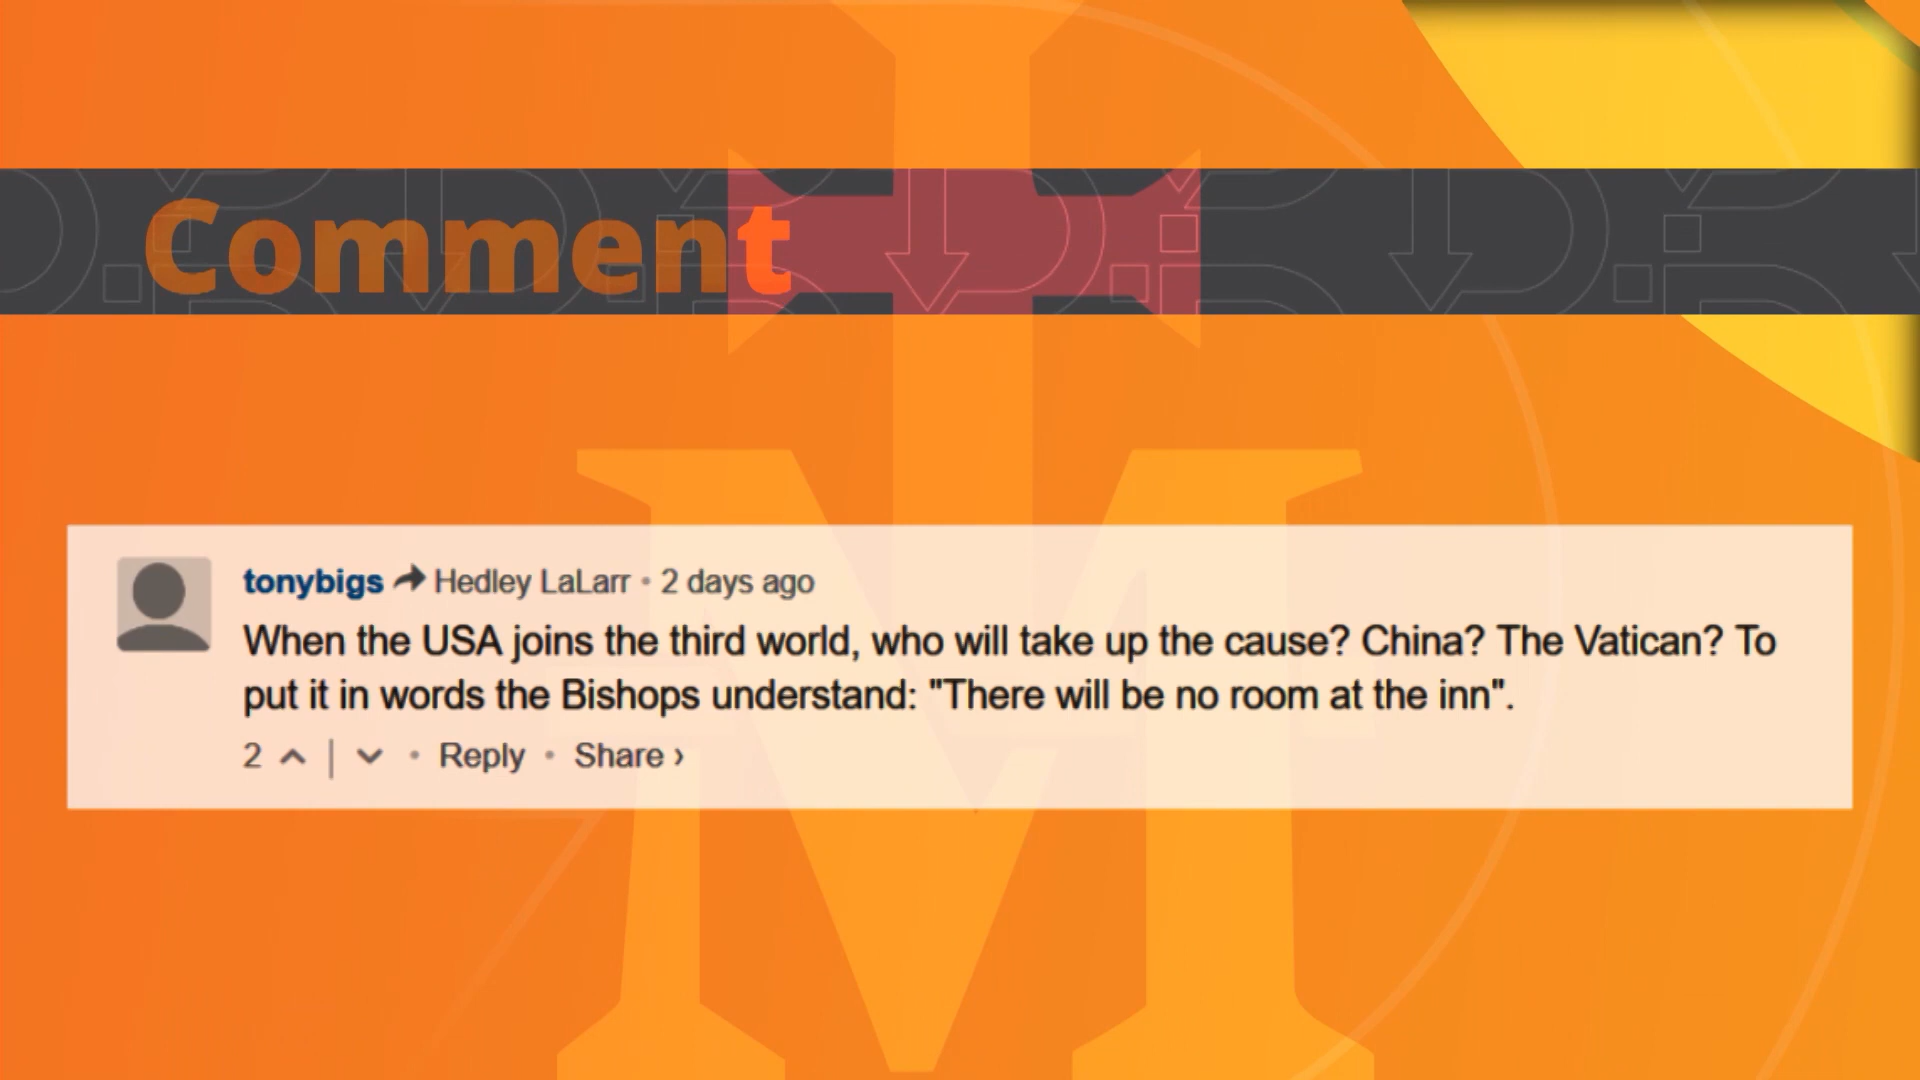 Comment
tonybigs Hedley LaLarr • 2 days ago
When the USA joins the third world, who will take up the cause? China? The Vatican? To
put it in words the Bishops understand: "There will be no room at the inn".
2 | • Reply • Share ›
M